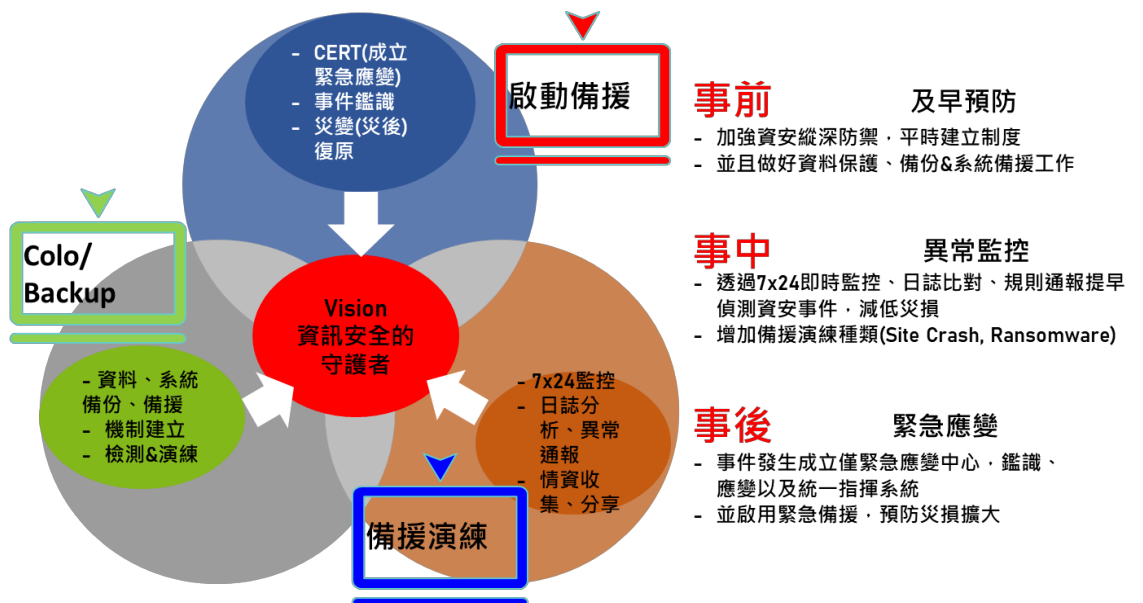 - CERT(成立
緊急應變)
- 事件鑑識
- 災變(災後)
復原
啟動備援
Colo/
Backup
Vision
資訊安全的
守護者
- 資料、系統
備份、備援
- 機制建立
- 檢測&演練
- 7x24監控
- 日誌分
析、異常
通報
- 情資收
集、分享
備援演練
事前 及早預防
- 加強資安縱深防禦，平時建立制度
- 並且做好資料保護、備份&系統備援工作
事中 異常監控
- 透過7x24即時監控、日誌比對、規則通報提早
偵測資安事件，減低災損
- 增加備援演練種類(Site Crash, Ransomware)
事後 緊急應變
- 事件發生成立僅緊急應變中心，鑑識、
應變以及統一指揮系統
- 並啟用緊急備援，預防災損擴大